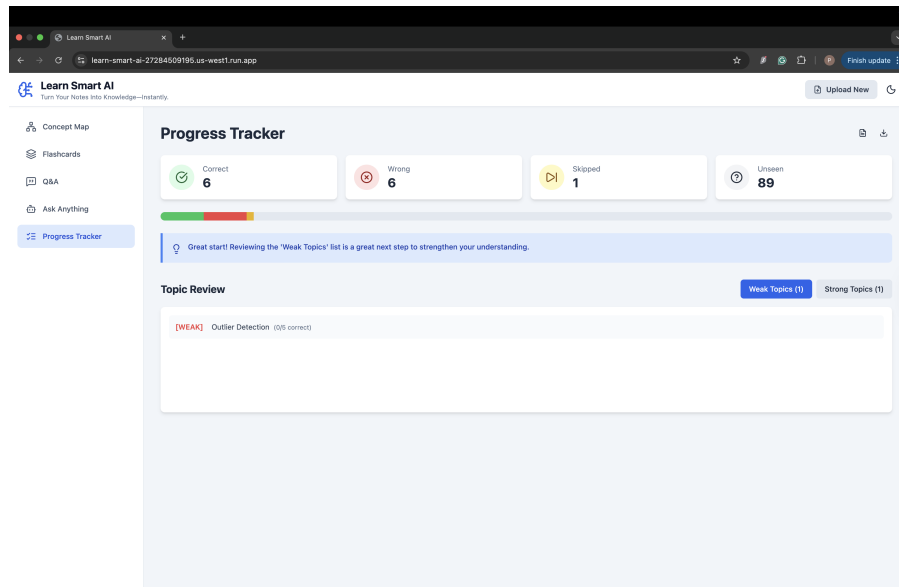 Learn Smart AI
learn-smart-ai-27284509195.us-west1.run.app
Finish update
Learn Smart AI
Turn Your Notes Into Knowledge—Instantly.
Upload New
Concept Map
Flashcards
Q&A
Ask Anything
Progress Tracker
Progress Tracker
Correct
6
Wrong
6
Skipped
1
Unseen
89
Great start! Reviewing the 'Weak Topics' list is a great next step to strengthen your understanding.
Topic Review
Weak Topics (1)
Strong Topics (1)
[WEAK] Outlier Detection (0/5 correct)